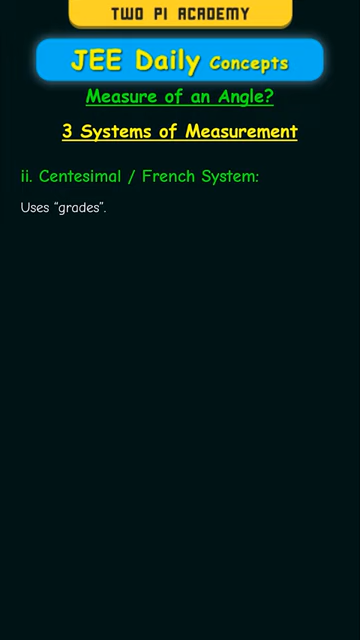 TWO PI ACADEMY
JEE Daily Concepts
Measure of an Angle?
3 Systems of Measurement
ii. Centesimal / French System:
Uses “grades”.